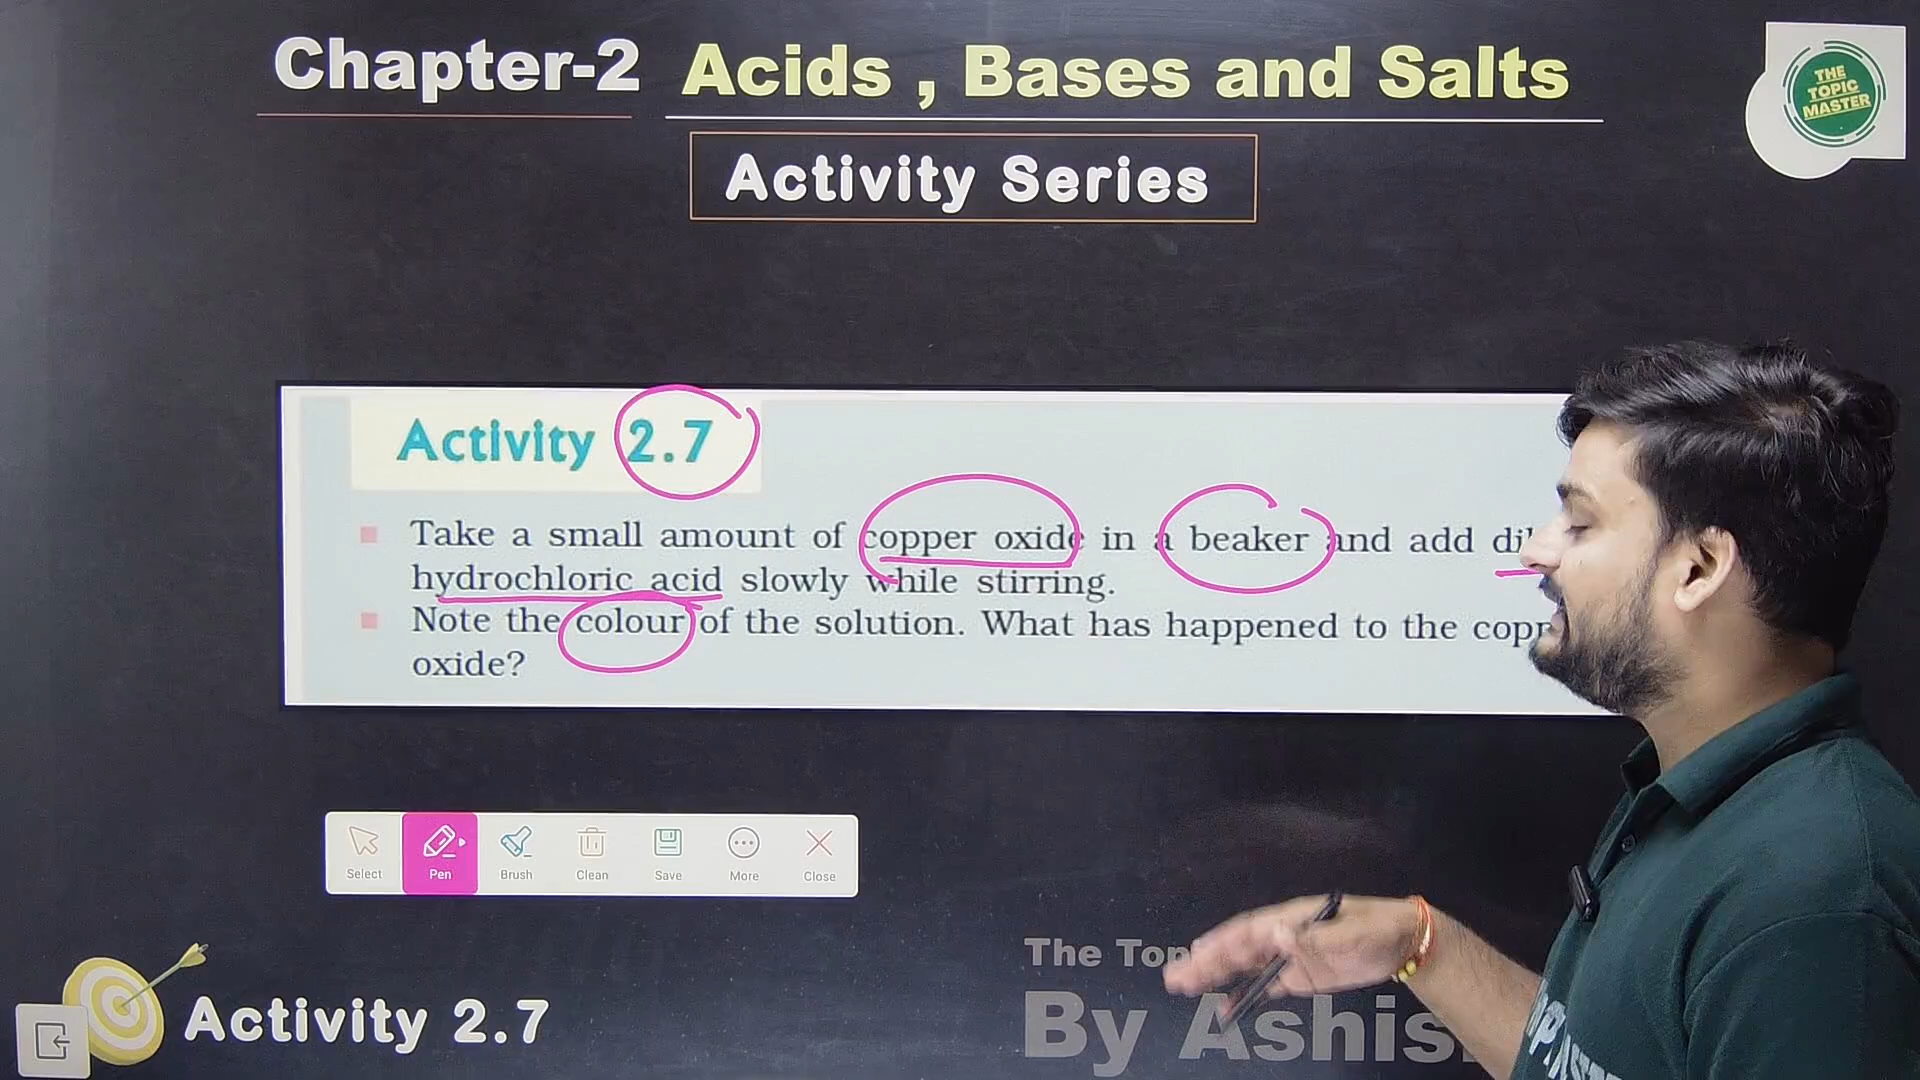 Chapter-2 Acids , Bases and Salts
THE
TOPIC
MASTER
Activity Series
Activity 2.7
Take a small amount of copper oxide in a beaker and add
hydrochloric acid slowly while stirring.
Note the colour of the solution. What has happened to the
oxide?
Select
Pen
Brush
Clean
Save
More
Close
The
By
Activity 2.7